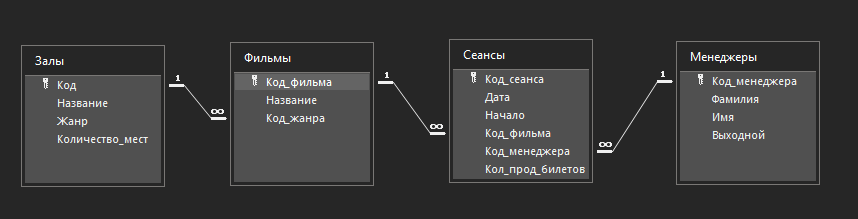 Залы
Код
Название
Жанр
Количество_мест
1
∞
Фильмы
Код_фильма
Название
Код_жанра
1
∞
Сеансы
Код_сеанса
Дата
Начало
Код_фильма
Код_менеджера
Кол_прод_билетов
∞
1
Менеджеры
Код_менеджера
Фамилия
Имя
Выходной